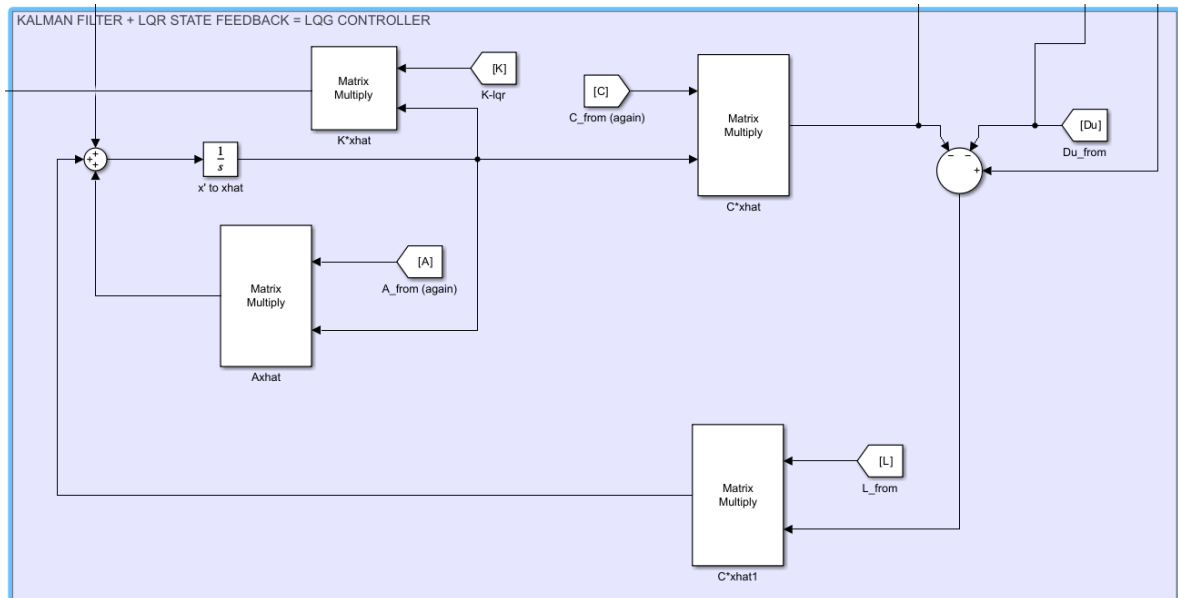 KALMAN FILTER + LQR STATE FEEDBACK = LQG CONTROLLER
Matrix
Multiply
K*xhat
[K]
K-lqr
[C]
C_from (again)
Matrix
Multiply
C*xhat
[Du]
Du_from
− −
+
+
+
+
1
s
x' to xhat
Matrix
Multiply
Axhat
[A]
A_from (again)
Matrix
Multiply
C*xhat1
[L]
L_from